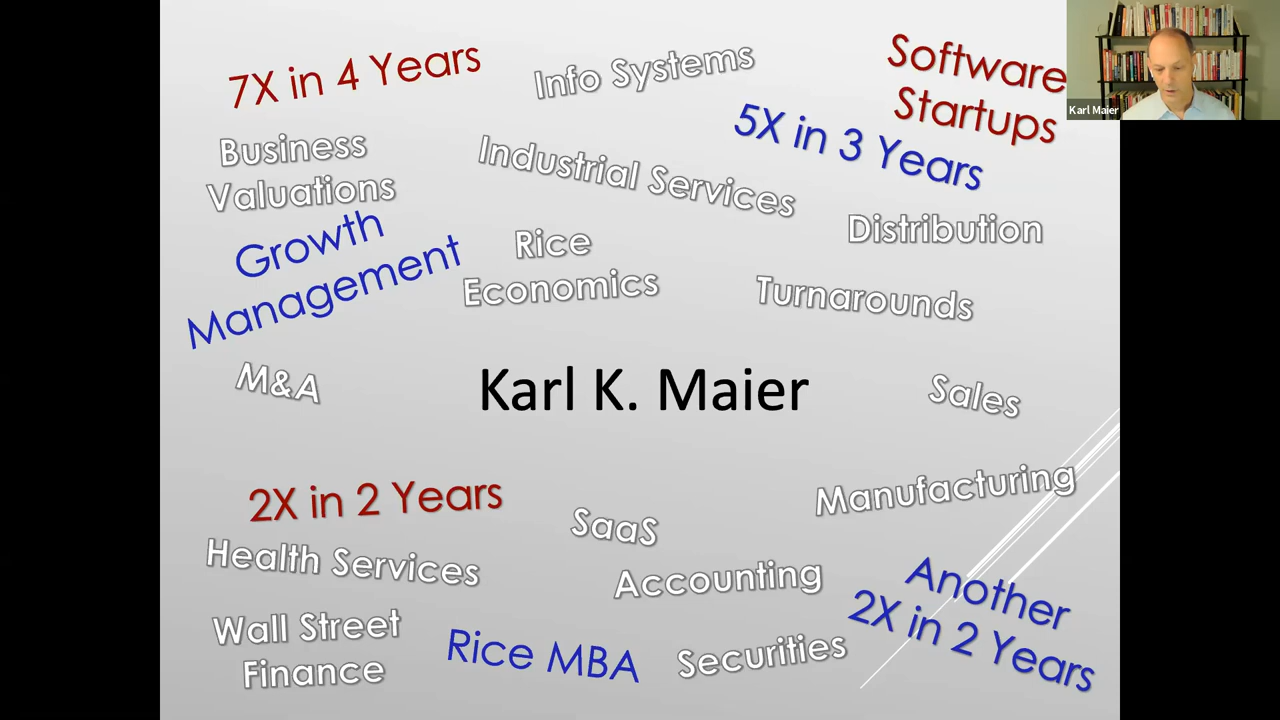 7X in 4 Years
Info Systems
Software
Startups
Karl Maier
5X in 3 Years
Business
Valuations
Industrial Services
Growth
Management
Rice
Economics
Distribution
Turnarounds
M&A
Karl K. Maier
Sales
2X in 2 Years
SaaS
Manufacturing
Health Services
Accounting
Another
2X in 2 Years
Wall Street
Finance
Rice MBA
Securities